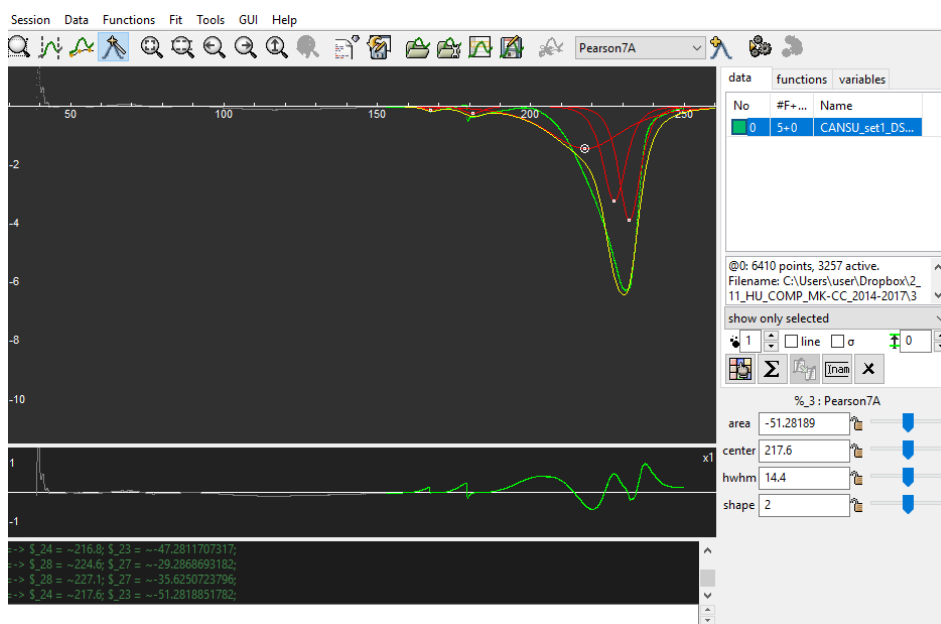 Session Data Functions Fit Tools GUI Help
Pearson7A
data functions variables
No #F+... Name
0 5+0 CANSU_set1_DS...
50 100 150 200 250
-2
-4
-6
-8
-10
@0: 6410 points, 3257 active.
Filename: C:\Users\user\Dropbox\2_
11_HU_COMP_MK-CC_2014-2017\3
show only selected
1 line σ 0
Σ Inam x
%_3 : Pearson7A
area -51.28189
center 217.6
hwhm 14.4
shape 2
1 x1
-1
=-> $_24 = ~216.8; $_23 = ~-47.2811707317;
=-> $_28 = ~224.6; $_27 = ~-29.2868693182;
=-> $_28 = ~227.1; $_27 = ~-35.6250723796;
=-> $_24 = ~217.6; $_23 = ~-51.2818851782;